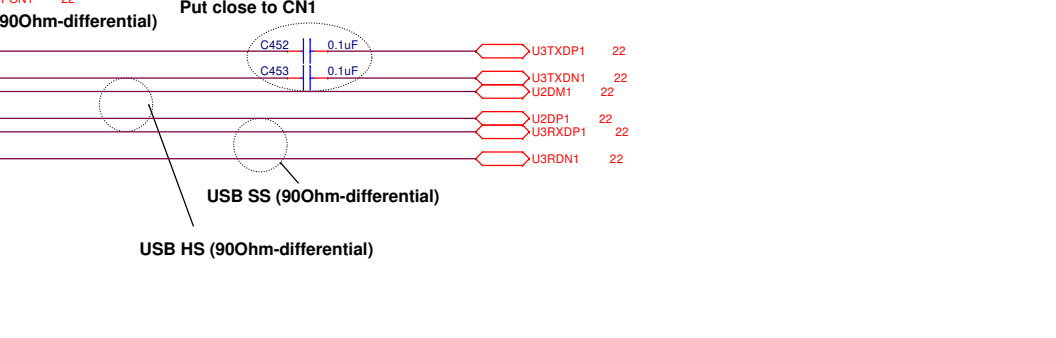 22
Put close to CN1
90Ohm-differential)
C452 0.1uF U3TXDP1 22
C453 0.1uF U3TXDN1 22
U2DM1 22
U2DP1 22
U3RXDP1 22
U3RDN1 22
USB SS (90Ohm-differential)
USB HS (90Ohm-differential)